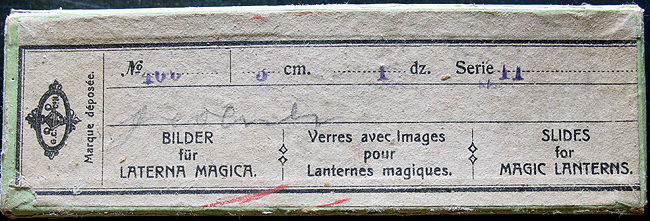 Marque déposée.
No 400 5 cm. 1 dz. Serie 11
BILDER
für
LATERNA MAGICA.
Verres avec Images
pour
Lanternes magiques.
SLIDES
for
MAGIC LANTERNS.